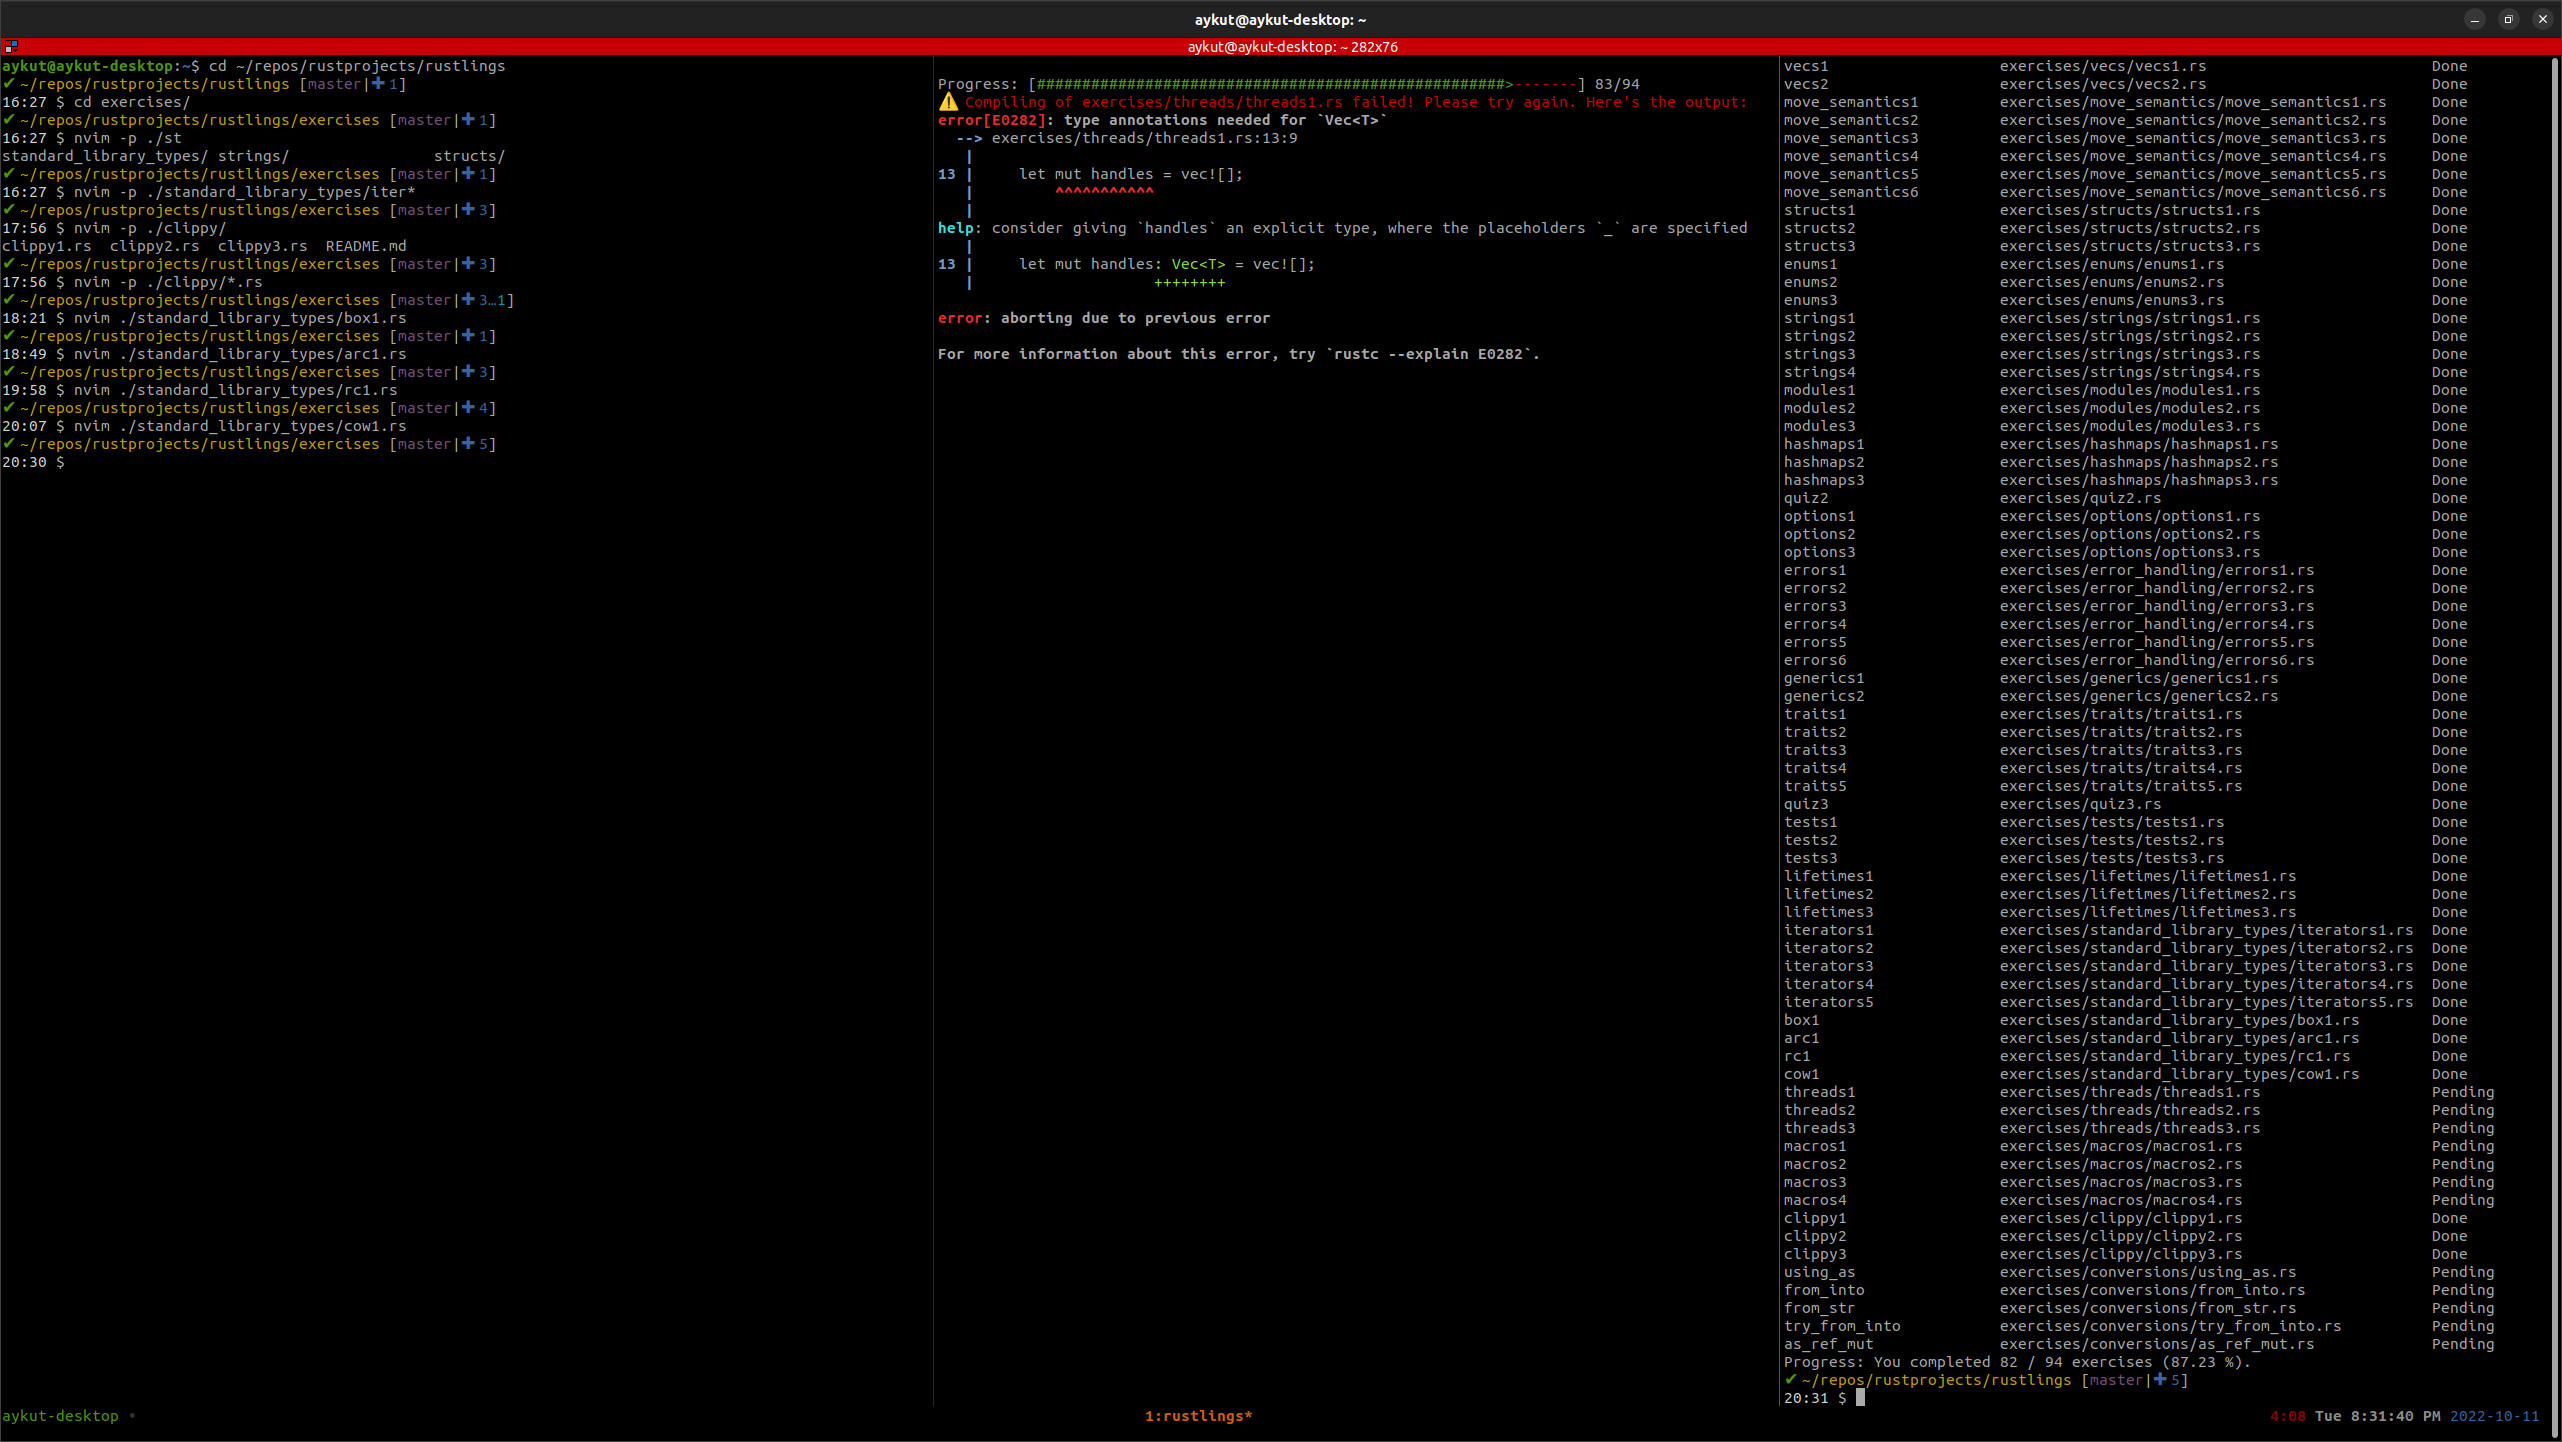 aykut@aykut-desktop: ~
aykut@aykut-desktop: ~ 282x76
aykut@aykut-desktop:~$ cd ~/repos/rustprojects/rustlings
✔ ~/repos/rustprojects/rustlings [master|✚ 1]
16:27 $ cd exercises/
✔ ~/repos/rustprojects/rustlings/exercises [master|✚ 1]
16:27 $ nvim -p ./st
standard_library_types/ strings/                structs/
✔ ~/repos/rustprojects/rustlings/exercises [master|✚ 1]
16:27 $ nvim -p ./standard_library_types/iter*
✔ ~/repos/rustprojects/rustlings/exercises [master|✚ 3]
17:56 $ nvim -p ./clippy/
clippy1.rs  clippy2.rs  clippy3.rs  README.md
✔ ~/repos/rustprojects/rustlings/exercises [master|✚ 3]
17:56 $ nvim -p ./clippy/*.rs
✔ ~/repos/rustprojects/rustlings/exercises [master|✚ 3…1]
18:21 $ nvim ./standard_library_types/box1.rs
✔ ~/repos/rustprojects/rustlings/exercises [master|✚ 1]
18:49 $ nvim ./standard_library_types/arc1.rs
✔ ~/repos/rustprojects/rustlings/exercises [master|✚ 3]
19:58 $ nvim ./standard_library_types/rc1.rs
✔ ~/repos/rustprojects/rustlings/exercises [master|✚ 4]
20:07 $ nvim ./standard_library_types/cow1.rs
✔ ~/repos/rustprojects/rustlings/exercises [master|✚ 5]
20:30 $
Progress: [####################################################>-------] 83/94
⚠️ Compiling of exercises/threads/threads1.rs failed! Please try again. Here's the output:
error[E0282]: type annotations needed for `Vec<T>`
  --> exercises/threads/threads1.rs:13:9
   |
13 |     let mut handles = vec![];
   |         ^^^^^^^^^^^
   |
help: consider giving `handles` an explicit type, where the placeholders `_` are specified
   |
13 |     let mut handles: Vec<T> = vec![];
   |                    ++++++++
error: aborting due to previous error
For more information about this error, try `rustc --explain E0282`.
vecs1 exercises/vecs/vecs1.rs Done
vecs2 exercises/vecs/vecs2.rs Done
move_semantics1 exercises/move_semantics/move_semantics1.rs Done
move_semantics2 exercises/move_semantics/move_semantics2.rs Done
move_semantics3 exercises/move_semantics/move_semantics3.rs Done
move_semantics4 exercises/move_semantics/move_semantics4.rs Done
move_semantics5 exercises/move_semantics/move_semantics5.rs Done
move_semantics6 exercises/move_semantics/move_semantics6.rs Done
structs1 exercises/structs/structs1.rs Done
structs2 exercises/structs/structs2.rs Done
structs3 exercises/structs/structs3.rs Done
enums1 exercises/enums/enums1.rs Done
enums2 exercises/enums/enums2.rs Done
enums3 exercises/enums/enums3.rs Done
strings1 exercises/strings/strings1.rs Done
strings2 exercises/strings/strings2.rs Done
strings3 exercises/strings/strings3.rs Done
strings4 exercises/strings/strings4.rs Done
modules1 exercises/modules/modules1.rs Done
modules2 exercises/modules/modules2.rs Done
modules3 exercises/modules/modules3.rs Done
hashmaps1 exercises/hashmaps/hashmaps1.rs Done
hashmaps2 exercises/hashmaps/hashmaps2.rs Done
hashmaps3 exercises/hashmaps/hashmaps3.rs Done
quiz2 exercises/quiz2.rs Done
options1 exercises/options/options1.rs Done
options2 exercises/options/options2.rs Done
options3 exercises/options/options3.rs Done
errors1 exercises/error_handling/errors1.rs Done
errors2 exercises/error_handling/errors2.rs Done
errors3 exercises/error_handling/errors3.rs Done
errors4 exercises/error_handling/errors4.rs Done
errors5 exercises/error_handling/errors5.rs Done
errors6 exercises/error_handling/errors6.rs Done
generics1 exercises/generics/generics1.rs Done
generics2 exercises/generics/generics2.rs Done
traits1 exercises/traits/traits1.rs Done
traits2 exercises/traits/traits2.rs Done
traits3 exercises/traits/traits3.rs Done
traits4 exercises/traits/traits4.rs Done
traits5 exercises/traits/traits5.rs Done
quiz3 exercises/quiz3.rs Done
tests1 exercises/tests/tests1.rs Done
tests2 exercises/tests/tests2.rs Done
tests3 exercises/tests/tests3.rs Done
lifetimes1 exercises/lifetimes/lifetimes1.rs Done
lifetimes2 exercises/lifetimes/lifetimes2.rs Done
lifetimes3 exercises/lifetimes/lifetimes3.rs Done
iterators1 exercises/standard_library_types/iterators1.rs Done
iterators2 exercises/standard_library_types/iterators2.rs Done
iterators3 exercises/standard_library_types/iterators3.rs Done
iterators4 exercises/standard_library_types/iterators4.rs Done
iterators5 exercises/standard_library_types/iterators5.rs Done
box1 exercises/standard_library_types/box1.rs Done
arc1 exercises/standard_library_types/arc1.rs Done
rc1 exercises/standard_library_types/rc1.rs Done
cow1 exercises/standard_library_types/cow1.rs Done
threads1 exercises/threads/threads1.rs Pending
threads2 exercises/threads/threads2.rs Pending
threads3 exercises/threads/threads3.rs Pending
macros1 exercises/macros/macros1.rs Pending
macros2 exercises/macros/macros2.rs Pending
macros3 exercises/macros/macros3.rs Pending
macros4 exercises/macros/macros4.rs Pending
clippy1 exercises/clippy/clippy1.rs Done
clippy2 exercises/clippy/clippy2.rs Done
clippy3 exercises/clippy/clippy3.rs Done
using_as exercises/conversions/using_as.rs Pending
from_into exercises/conversions/from_into.rs Pending
from_str exercises/conversions/from_str.rs Pending
try_from_into exercises/conversions/try_from_into.rs Pending
as_ref_mut exercises/conversions/as_ref_mut.rs Pending
Progress: You completed 82 / 94 exercises (87.23 %).
✔ ~/repos/rustprojects/rustlings [master|✚ 5]
20:31 $
aykut-desktop •
1:rustlings*
4:08 Tue 8:31:40 PM 2022-10-11